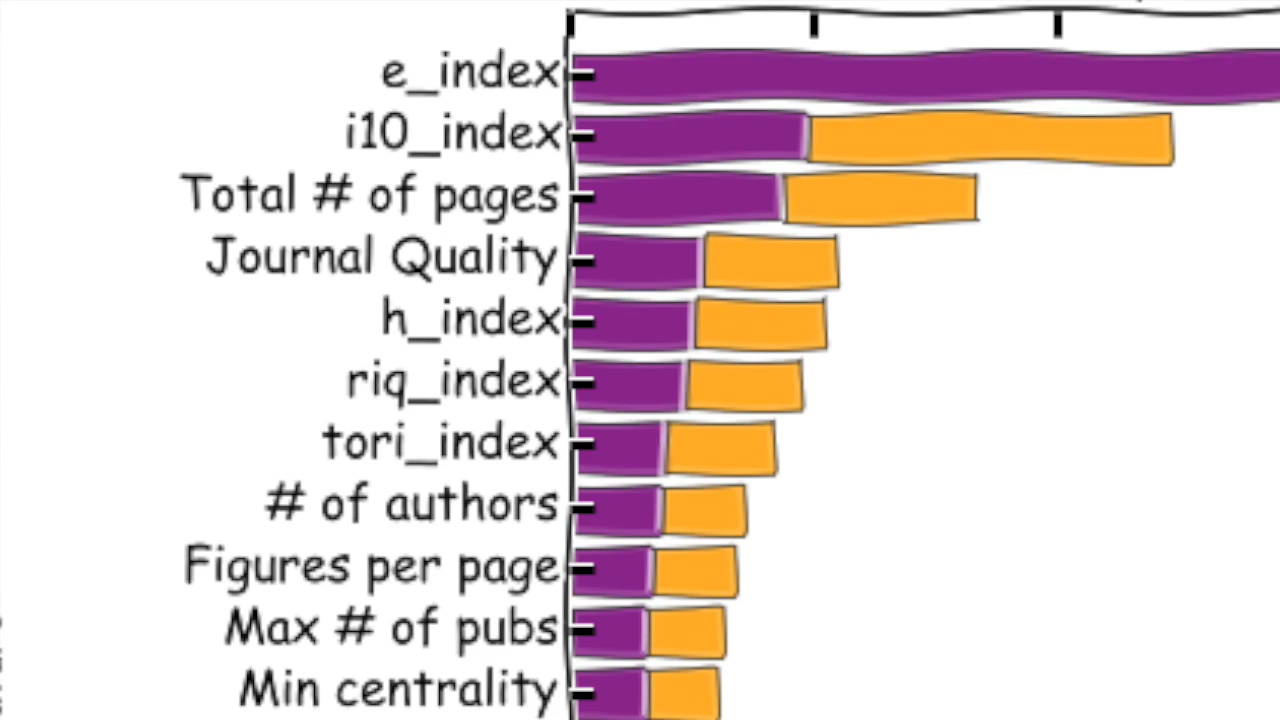 e_index
i10_index
Total # of pages
Journal Quality
h_index
riq_index
tori_index
# of authors
Figures per page
Max # of pubs
Min centrality